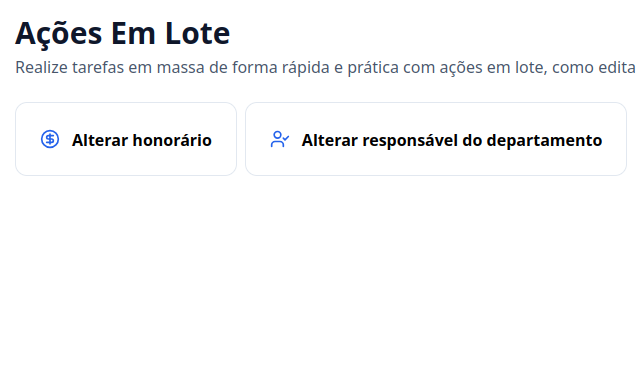 Ações Em Lote
Realize tarefas em massa de forma rápida e prática com ações em lote, como edita
Alterar honorário
Alterar responsável do departamento